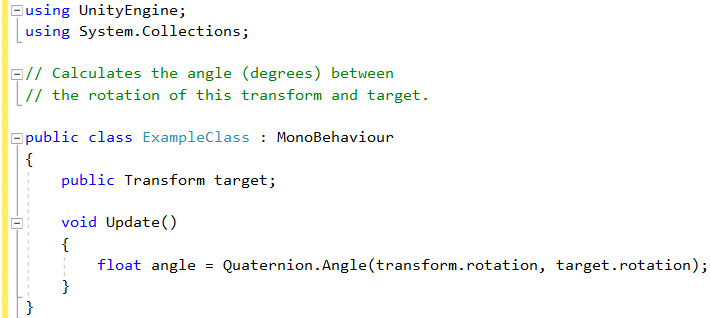 using UnityEngine;
using System.Collections;
// Calculates the angle (degrees) between
// the rotation of this transform and target.
public class ExampleClass : MonoBehaviour
{
    public Transform target;
    void Update()
    {
        float angle = Quaternion.Angle(transform.rotation, target.rotation);
    }
}